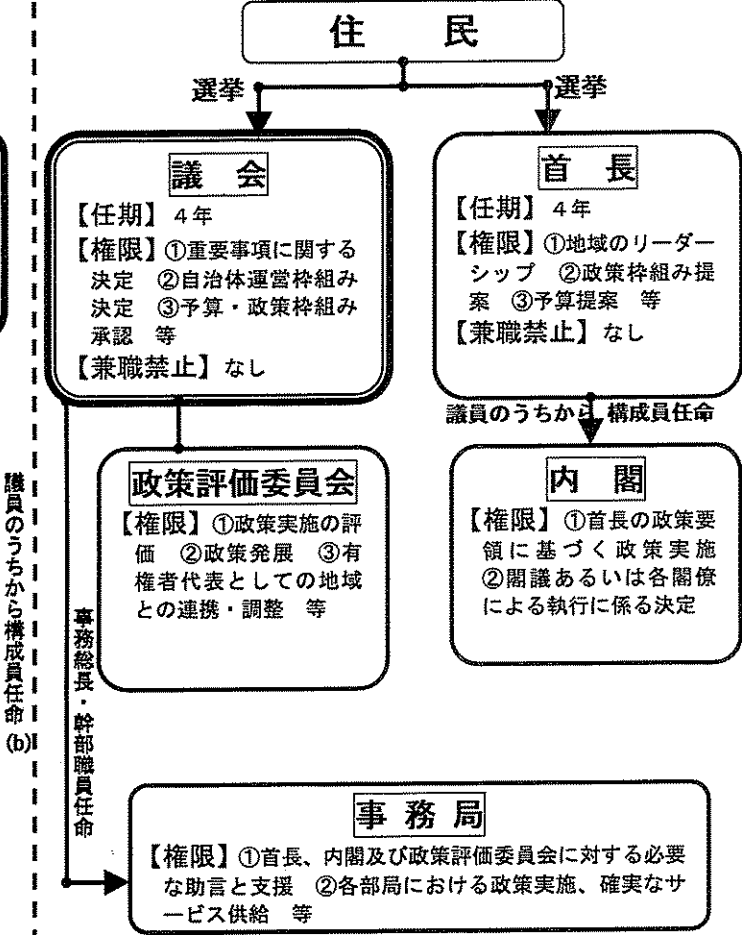 住　民
選挙
選挙
議　会
【任期】4年
【権限】①重要事項に関する
決定　②自治体運営枠組み
決定　③予算・政策枠組み
承認　等
【兼職禁止】なし
首　長
【任期】4年
【権限】①地域のリーダー
シップ　②政策枠組み提
案　③予算提案　等
【兼職禁止】なし
議員のうちから 構成員任命
政策評価委員会
【権限】①政策実施の評
価　②政策発展　③有
権者代表としての地域
との連携・調整　等
内　閣
【権限】①首長の政策要
領に基づく政策実施
②閣議あるいは各閣僚
による執行に係る決定
議員のうちから構成員任命(b)
事務総長・幹部職員任命
事務局
【権限】①首長、内閣及び政策評価委員会に対する必要
な助言と支援　②各部局における政策実施、確実なサ
ービス供給　等